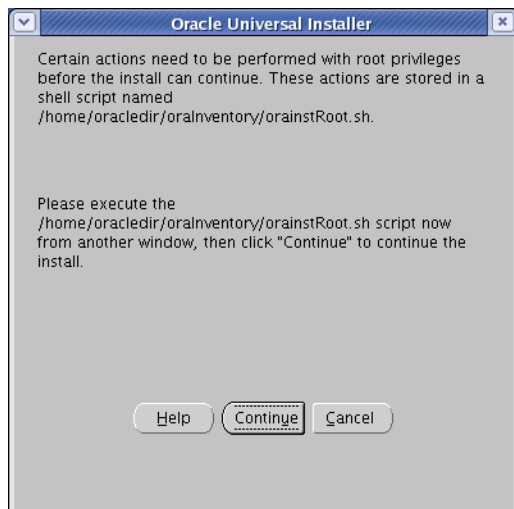 Oracle Universal Installer
Certain actions need to be performed with root privileges
before the install can continue. These actions are stored in a
shell script named
/home/oracledir/oraInventory/orainstRoot.sh.
Please execute the
/home/oracledir/oraInventory/orainstRoot.sh script now
from another window, then click "Continue" to continue the
install.
Help Continue Cancel